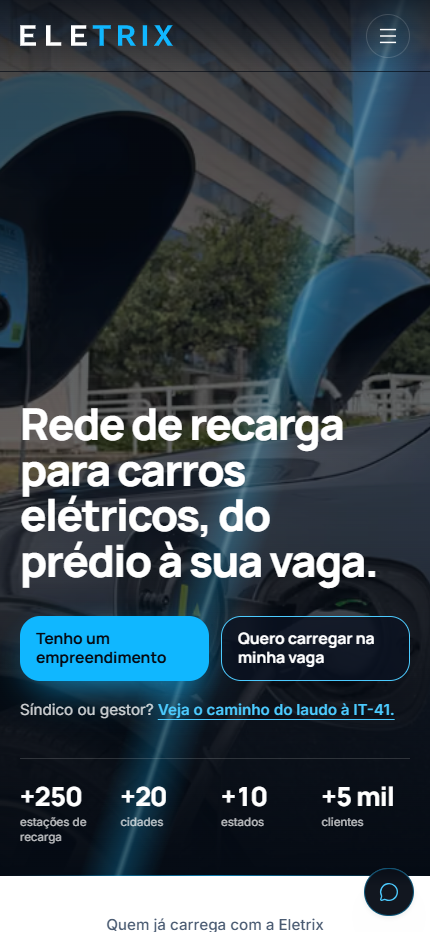 ELETRIX
Rede de recarga
para carros
elétricos, do
prédio à sua vaga.
Tenho um
empreendimento
Quero carregar na
minha vaga
Síndico ou gestor? Veja o caminho do laudo à IT-41.
+250
estações de
recarga
+20
cidades
+10
estados
+5 mil
clientes
Quem já carrega com a Eletrix